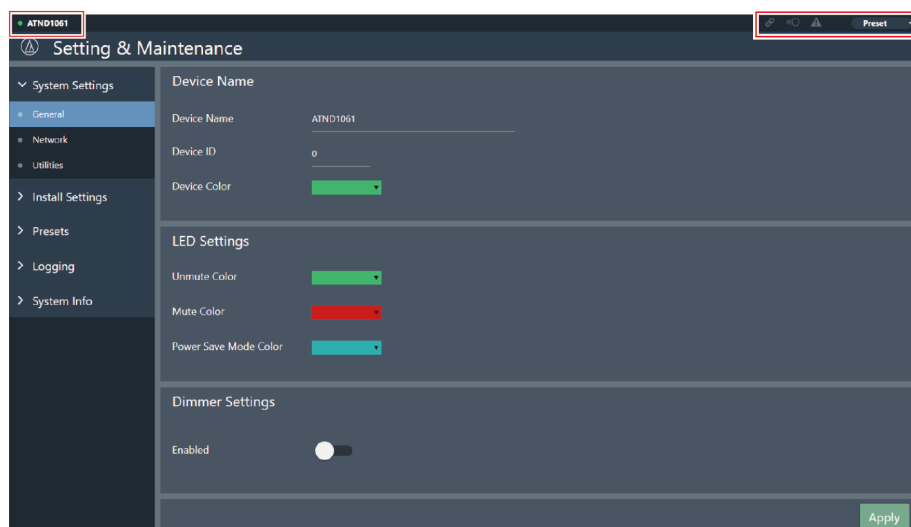 ATND1061
Preset
Setting & Maintenance
System Settings
General
Network
Utilities
Install Settings
Presets
Logging
System Info
Device Name
Device Name ATND1061
Device ID 0
Device Color
LED Settings
Unmute Color
Mute Color
Power Save Mode Color
Dimmer Settings
Enabled
Apply